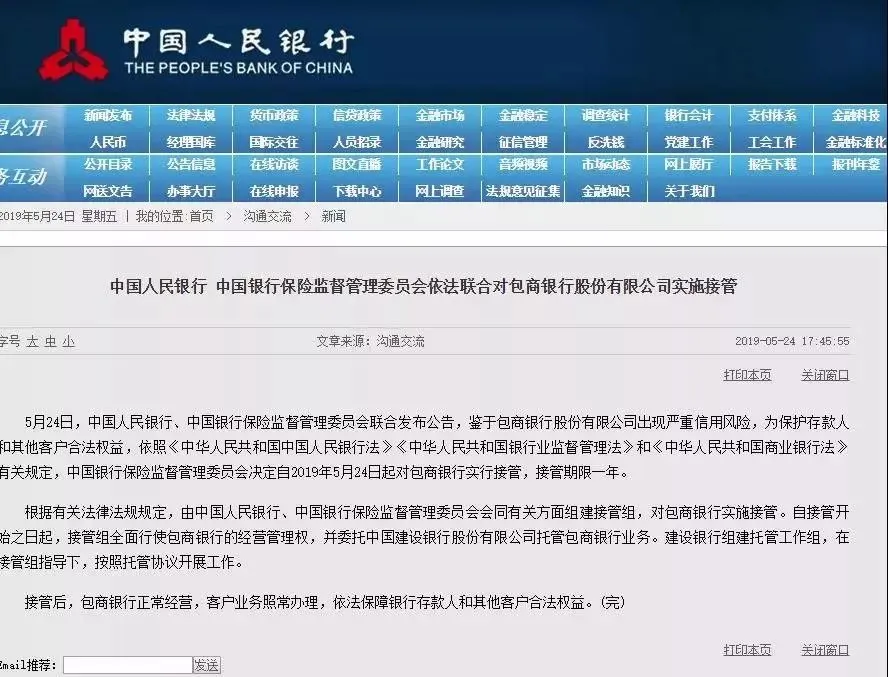 中国人民银行
THE PEOPLE'S BANK OF CHINA
息公开 新闻发布 法律法规 货币政策 信贷政策 金融市场 金融稳定 调查统计 银行会计 支付体系 金融科技
人民币 经理国库 国际交往 人员招录 金融研究 征信管理 反洗钱 党建工作 工会工作 金融标准化
务互动 公开目录 公告信息 在线访谈 图文直播 工作论文 音频视频 市场动态 网上展厅 报告下载 报刊年鉴
网送文告 办事大厅 在线申报 下载中心 网上调查 法规意见征集 金融知识 关于我们
2019年5月24日 星期五 | 我的位置:首页 > 沟通交流 > 新闻
中国人民银行 中国银行保险监督管理委员会依法联合对包商银行股份有限公司实施接管
字号 大 中 小 文章来源：沟通交流 2019-05-24 17:45:55
打印本页 关闭窗口
5月24日，中国人民银行、中国银行保险监督管理委员会联合发布公告，鉴于包商银行股份有限公司出现严重信用风险，为保护存款人
和其他客户合法权益，依照《中华人民共和国中国人民银行法》《中华人民共和国银行业监督管理法》和《中华人民共和国商业银行法》
有关规定，中国银行保险监督管理委员会决定自2019年5月24日起对包商银行实行接管，接管期限一年。
根据有关法律法规规定，由中国人民银行、中国银行保险监督管理委员会会同有关方面组建接管组，对包商银行实施接管。自接管开
始之日起，接管组全面行使包商银行的经营管理权，并委托中国建设银行股份有限公司托管包商银行业务。建设银行组建托管工作组，在
接管组指导下，按照托管协议开展工作。
接管后，包商银行正常经营，客户业务照常办理，依法保障银行存款人和其他客户合法权益。(完)
打印本页 关闭窗口
Email推荐： 发送